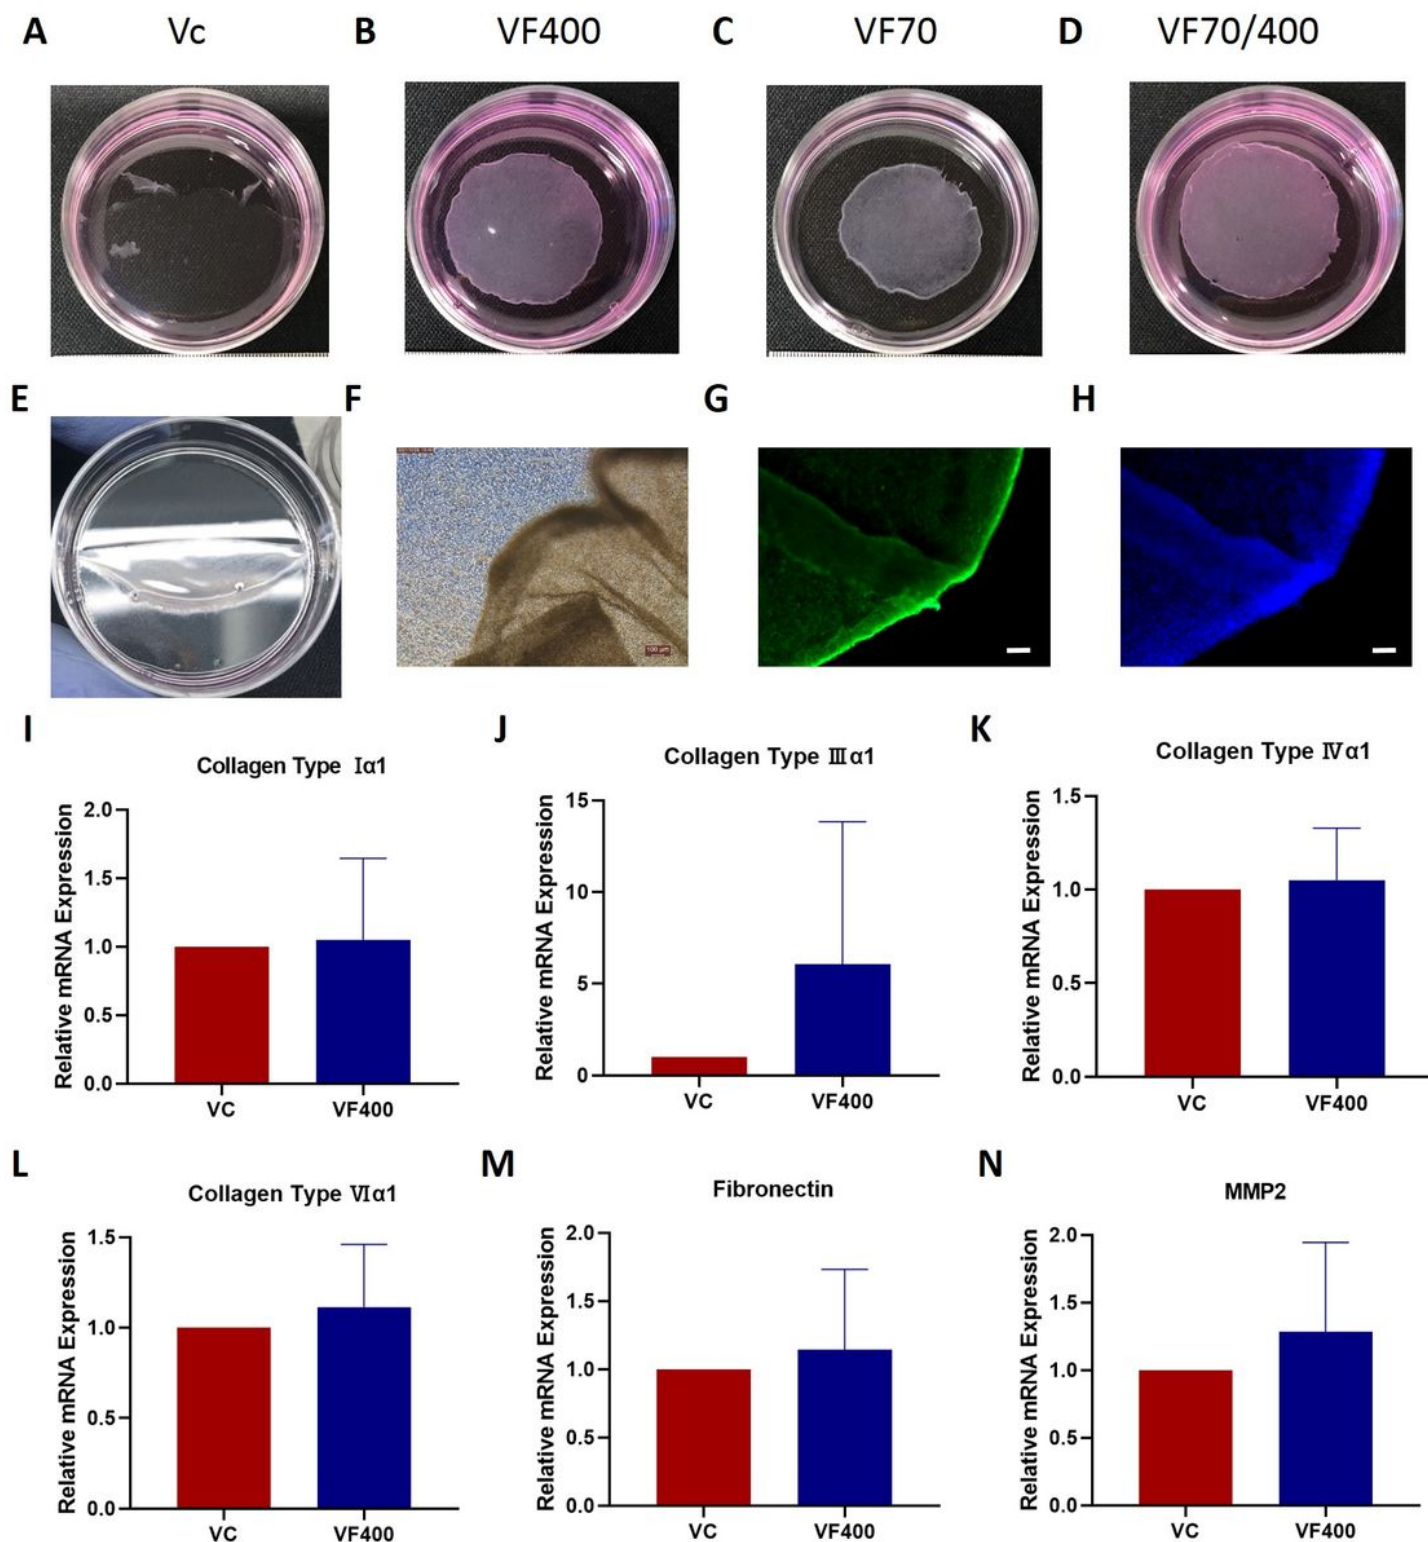 A Vc B VF400 C VF70 D VF70/400
E F G H
100 µm
I J K
Collagen Type Ⅰα1
Relative mRNA Expression
2.0
1.5
1.0
0.5
0.0
VC VF400
Collagen Type Ⅲα1
Relative mRNA Expression
15
10
5
0
VC VF400
Collagen Type Ⅳα1
Relative mRNA Expression
1.5
1.0
0.5
0.0
VC VF400
L M N
Collagen Type Ⅵα1
Relative mRNA Expression
1.5
1.0
0.5
0.0
VC VF400
Fibronectin
Relative mRNA Expression
2.0
1.5
1.0
0.5
0.0
VC VF400
MMP2
Relative mRNA Expression
2.0
1.5
1.0
0.5
0.0
VC VF400